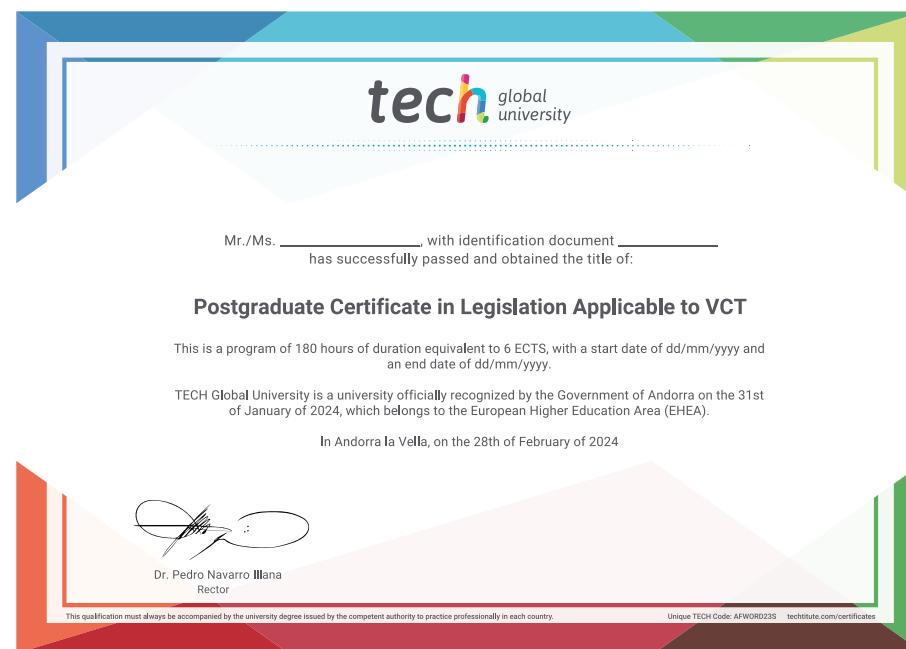 tech global
university
Mr./Ms. ____________, with identification document ____________
has successfully passed and obtained the title of:
Postgraduate Certificate in Legislation Applicable to VCT
This is a program of 180 hours of duration equivalent to 6 ECTS, with a start date of dd/mm/yyyy and
an end date of dd/mm/yyyy.
TECH Global University is a university officially recognized by the Government of Andorra on the 31st
of January of 2024, which belongs to the European Higher Education Area (EHEA).
In Andorra la Vella, on the 28th of February of 2024
Dr. Pedro Navarro Illana
Rector
This qualification must always be accompanied by the university degree issued by the competent authority to practice professionally in each country.
Unique TECH Code: AFWORD23S techtitute.com/certificates